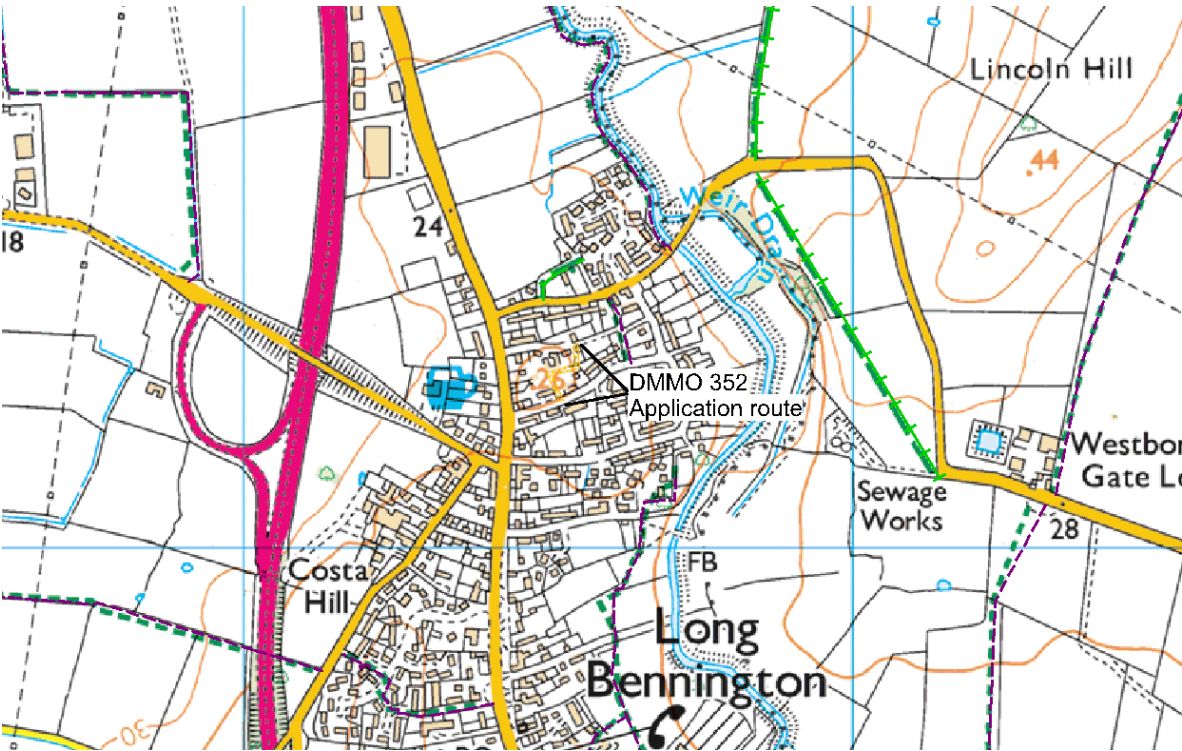 Lincoln Hill
44
Weir Drain
24
18
26
DMMO 352
Application route
Westbor
Gate Lo
Sewage
Works
28
FB
Costa
Hill
Long
Bennington
30
PO